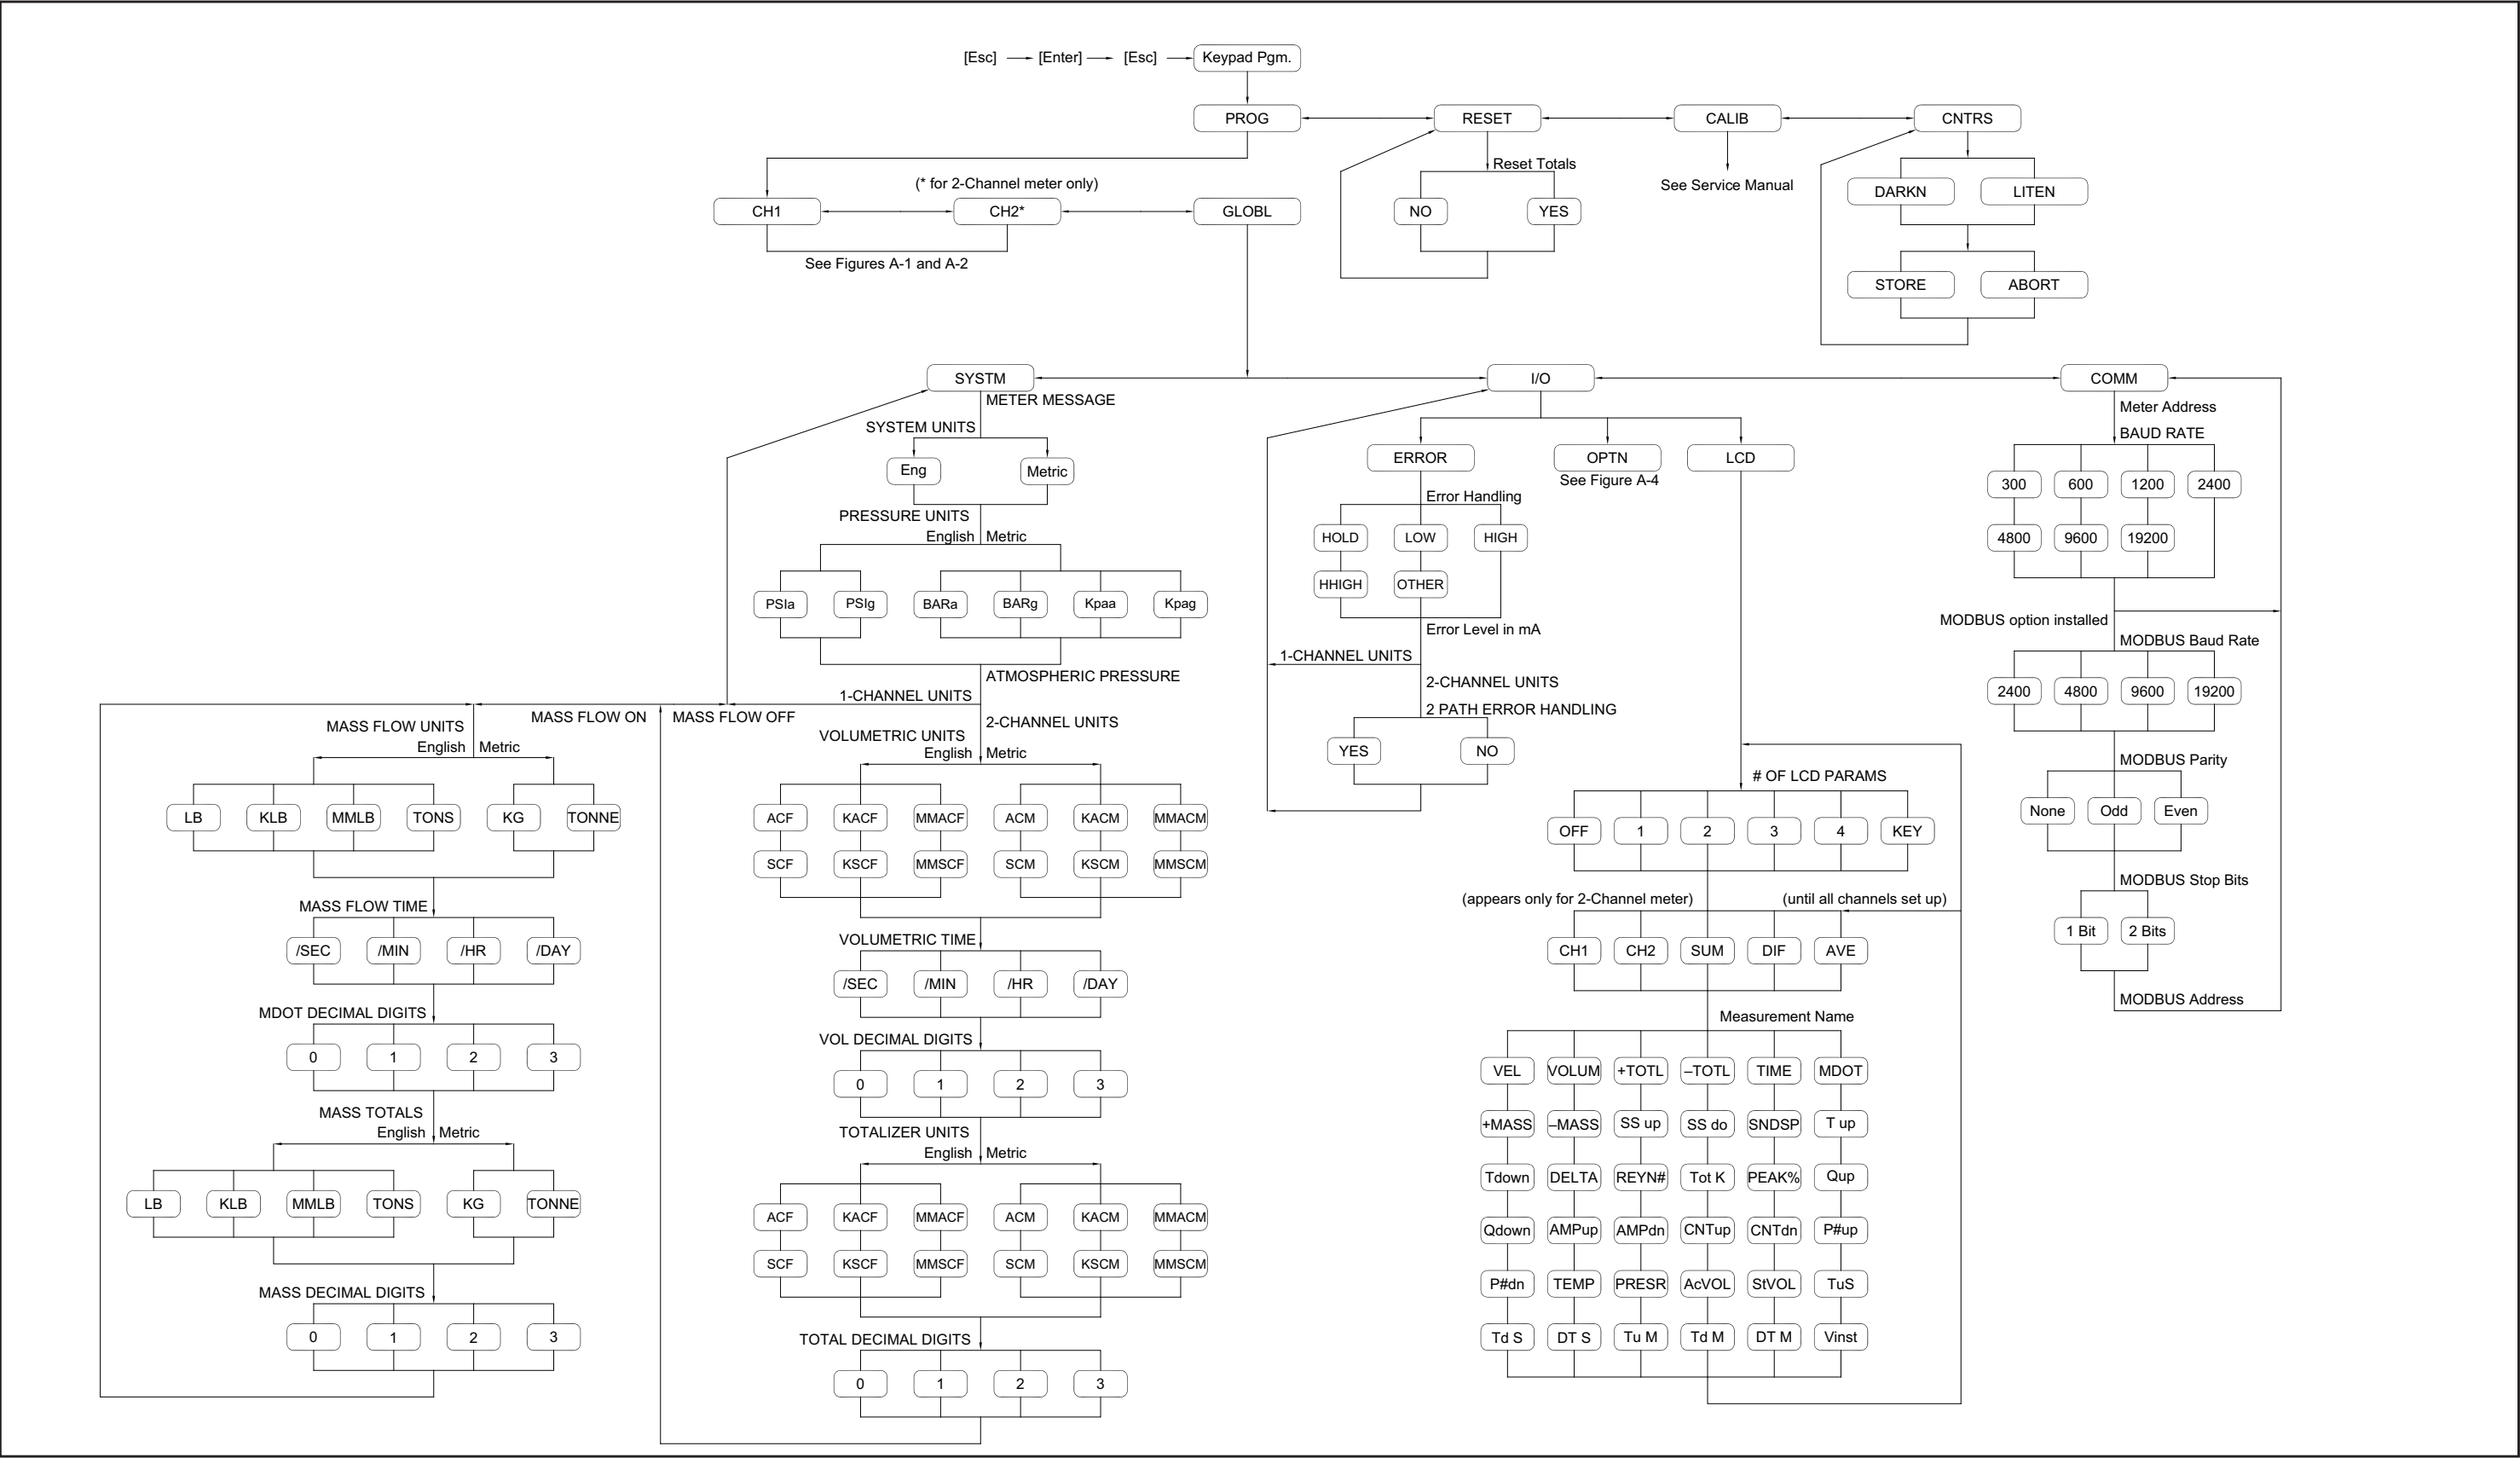 [Esc] [Enter] [Esc] Keypad Pgm.
PROG RESET CALIB CNTRS
Reset Totals
(* for 2-Channel meter only)
See Service Manual
DARKN LITEN
CH1 CH2* GLOBL
NO YES
See Figures A-1 and A-2
STORE ABORT
SYSTM I/O COMM
METER MESSAGE
SYSTEM UNITS
Eng Metric
PRESSURE UNITS
English Metric
PSIa PSIg BARa BARg Kpaa Kpag
ATMOSPHERIC PRESSURE
1-CHANNEL UNITS
MASS FLOW ON MASS FLOW OFF
2-CHANNEL UNITS
MASS FLOW UNITS
English Metric
LB KLB MMLB TONS KG TONNE
MASS FLOW TIME
/SEC /MIN /HR /DAY
MDOT DECIMAL DIGITS
0 1 2 3
MASS TOTALS
English Metric
LB KLB MMLB TONS KG TONNE
MASS DECIMAL DIGITS
0 1 2 3
VOLUMETRIC UNITS
English Metric
ACF KACF MMACF ACM KACM MMACM
SCF KSCF MMSCF SCM KSCM MMSCM
VOLUMETRIC TIME
/SEC /MIN /HR /DAY
VOL DECIMAL DIGITS
0 1 2 3
TOTALIZER UNITS
English Metric
ACF KACF MMACF ACM KACM MMACM
SCF KSCF MMSCF SCM KSCM MMSCM
TOTAL DECIMAL DIGITS
0 1 2 3
ERROR OPTN LCD
See Figure A-4
Error Handling
HOLD LOW HIGH
HHIGH OTHER
Error Level in mA
1-CHANNEL UNITS
2-CHANNEL UNITS
2 PATH ERROR HANDLING
YES NO
# OF LCD PARAMS
OFF 1 2 3 4 KEY
(appears only for 2-Channel meter) (until all channels set up)
CH1 CH2 SUM DIF AVE
Measurement Name
VEL VOLUM +TOTL –TOTL TIME MDOT
+MASS –MASS SS up SS do SNDSP T up
Tdown DELTA REYN# Tot K PEAK% Qup
Qdown AMPup AMPdn CNTup CNTdn P#up
P#dn TEMP PRESR AcVOL StVOL TuS
Td S DT S Tu M Td M DT M Vinst
Meter Address
BAUD RATE
300 600 1200 2400
4800 9600 19200
MODBUS option installed
MODBUS Baud Rate
2400 4800 9600 19200
MODBUS Parity
None Odd Even
MODBUS Stop Bits
1 Bit 2 Bits
MODBUS Address